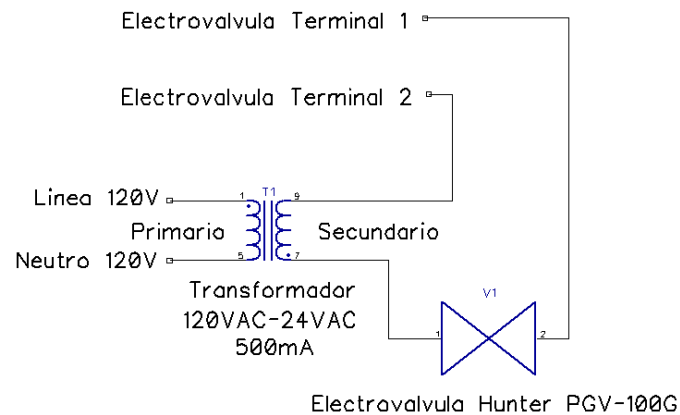 Electrovalvula Terminal 1
Electrovalvula Terminal 2
Linea 120V
1
T1
9
Primario
Secundario
Neutro 120V
5
7
Transformador
120VAC-24VAC
500mA
V1
1
2
Electrovalvula Hunter PGV-100G